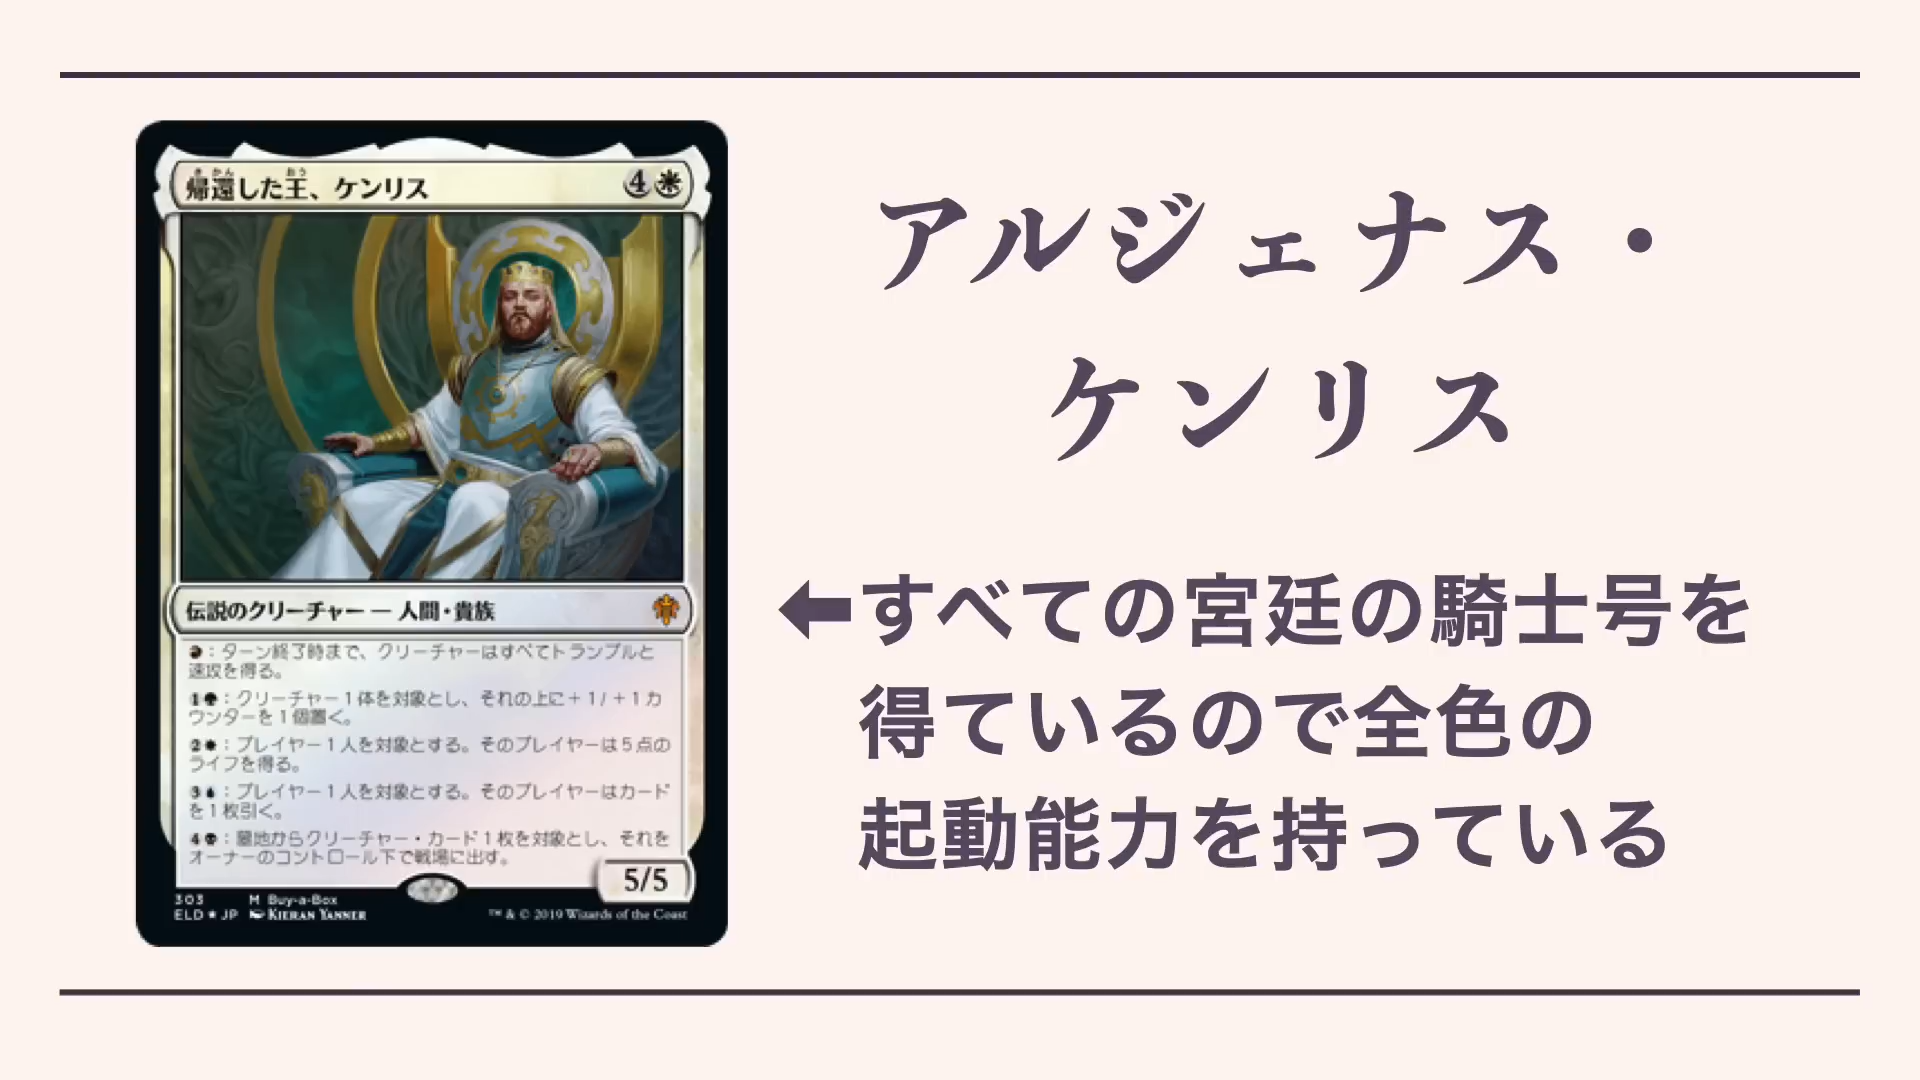 帰還した王、ケンリス 4
伝説のクリーチャー ― 人間・貴族
：ターン終了時まで、クリーチャーはすべてトランプルと
速攻を得る。
1：クリーチャー1体を対象とし、それの上に＋1/＋1カ
ウンターを1個置く。
2：プレイヤー1人を対象とする。そのプレイヤーは5点の
ライフを得る。
3：プレイヤー1人を対象とする。そのプレイヤーはカード
を1枚引く。
4：墓地からクリーチャー・カード1枚を対象とし、それを
オーナーのコントロール下で戦場に出す。
5/5
303 M Buy-a-Box
ELD★JP KIERAN YANNER
™ & © 2019 Wizards of the Coast
アルジェナス・
ケンリス
⬅すべての宮廷の騎士号を
得ているので全色の
起動能力を持っている